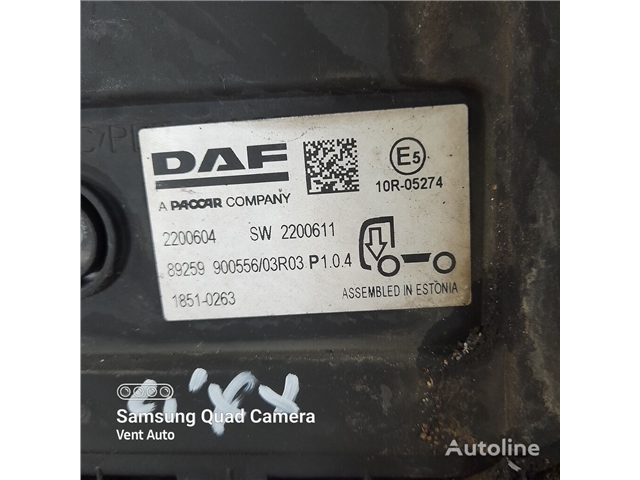 DAF
E5
A PACCAR COMPANY
10R-05274
2200604 SW 2200611
89259 900556/03R03 P1.0.4
1851-0263
ASSEMBLED IN ESTONIA
Samsung Quad Camera
Vent Auto
Autoline